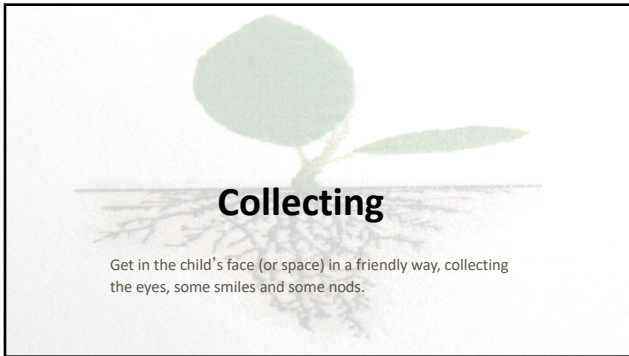 Collecting
Get in the child’s face (or space) in a friendly way, collecting
the eyes, some smiles and some nods.